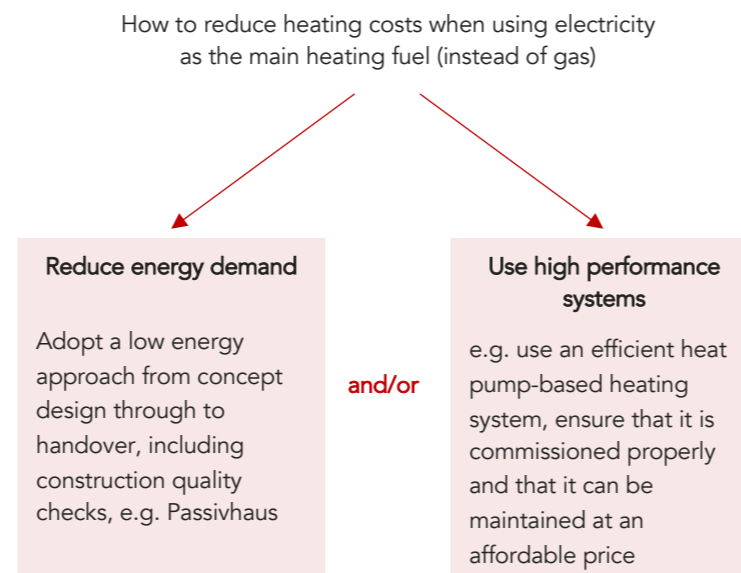 How to reduce heating costs when using electricity
as the main heating fuel (instead of gas)
Reduce energy demand
Adopt a low energy
approach from concept
design through to
handover, including
construction quality
checks, e.g. Passivhaus
and/or
Use high performance
systems
e.g. use an efficient heat
pump-based heating
system, ensure that it is
commissioned properly
and that it can be
maintained at an
affordable price